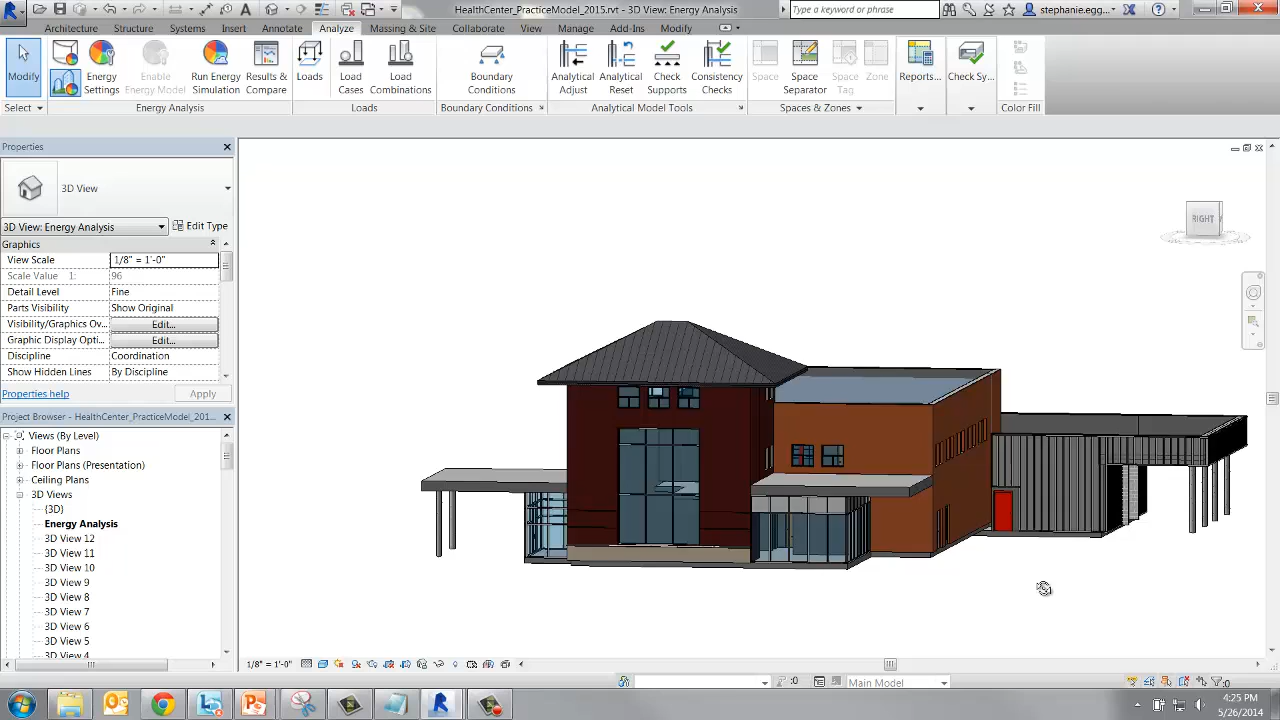 HealthCenter_PracticeModel_2015.rvt - 3D View: Energy Analysis
Type a keyword or phrase
stephanie.egg...
Architecture Structure Systems Insert Annotate Analyze Massing & Site Collaborate View Manage Add-Ins Modify
Modify
Energy Settings
Enable Energy Model
Run Energy Simulation
Results & Compare
Loads
Load Cases
Load Combinations
Boundary Conditions
Analytical Adjust
Analytical Reset
Check Supports
Consistency Checks
Space
Space Separator
Space Tag
Zone
Reports...
Check Sy...
Select
Energy Analysis
Loads
Boundary Conditions
Analytical Model Tools
Spaces & Zones
Color Fill
Properties
3D View
3D View: Energy Analysis
Edit Type
Graphics
View Scale 1/8" = 1'-0"
Scale Value 1: 96
Detail Level Fine
Parts Visibility Show Original
Visibility/Graphics Ov... Edit...
Graphic Display Opti... Edit...
Discipline Coordination
Show Hidden Lines By Discipline
Properties help
Apply
Project Browser - HealthCenter_PracticeModel_201...
Views (By Level)
Floor Plans
Floor Plans (Presentation)
Ceiling Plans
3D Views
{3D}
Energy Analysis
3D View 12
3D View 11
3D View 10
3D View 9
3D View 8
3D View 7
3D View 6
3D View 5
3D View 4
RIGHT
1/8" = 1'-0"
:0
Main Model
:0
4:25 PM
5/26/2014